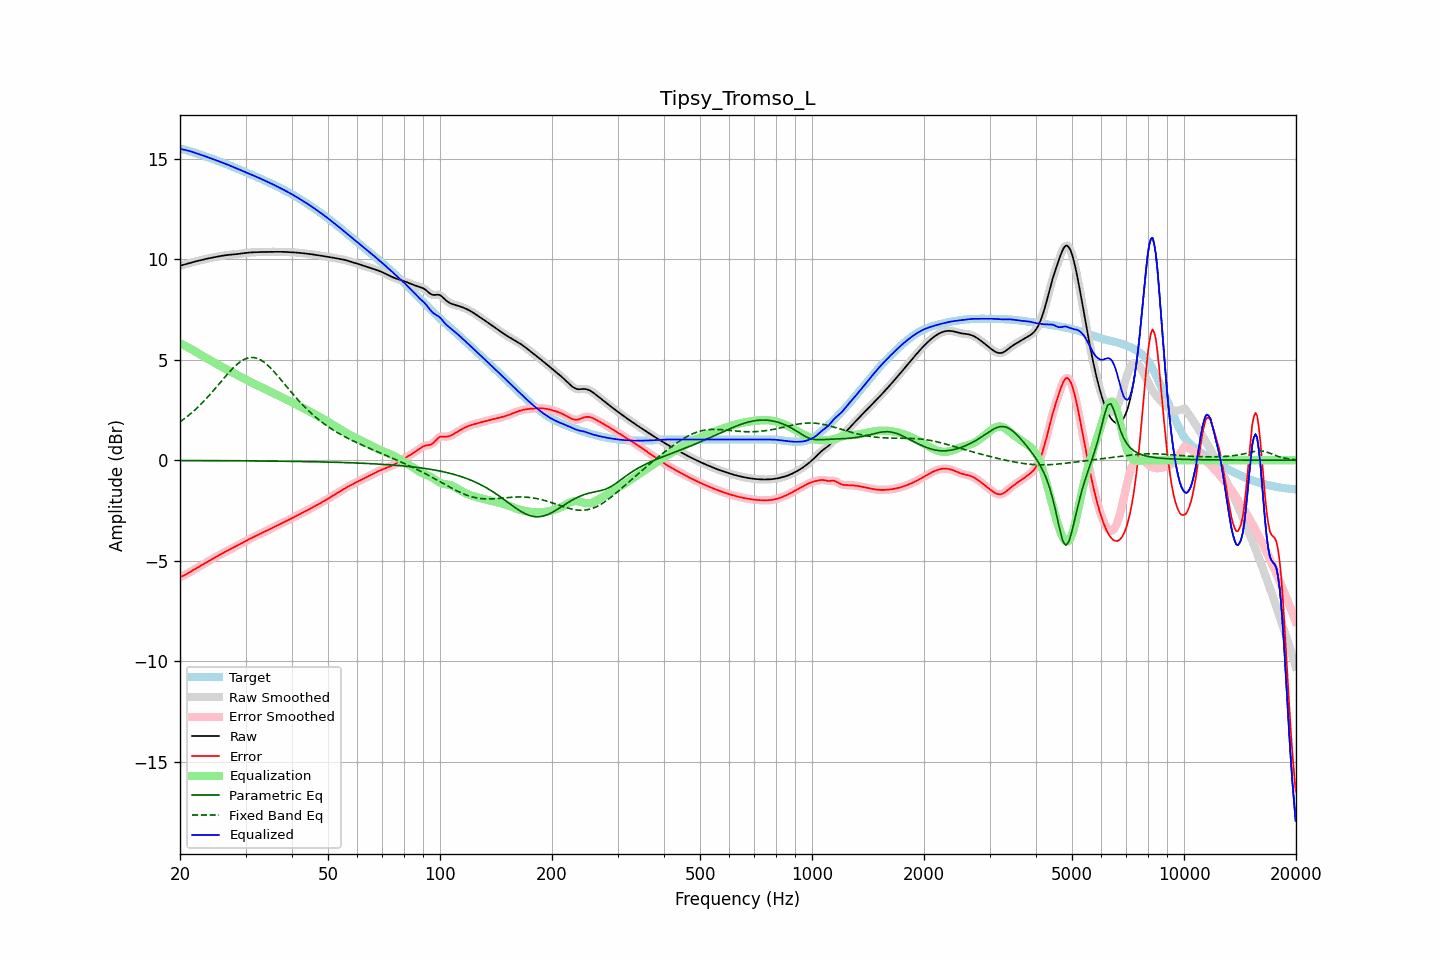 Tipsy_Tromso_L
Amplitude (dBr)
15
10
5
0
−5
−10
−15
Target
Raw Smoothed
Error Smoothed
Raw
Error
Equalization
Parametric Eq
Fixed Band Eq
Equalized
20 50 100 200 500 1000 2000 5000 10000 20000
Frequency (Hz)